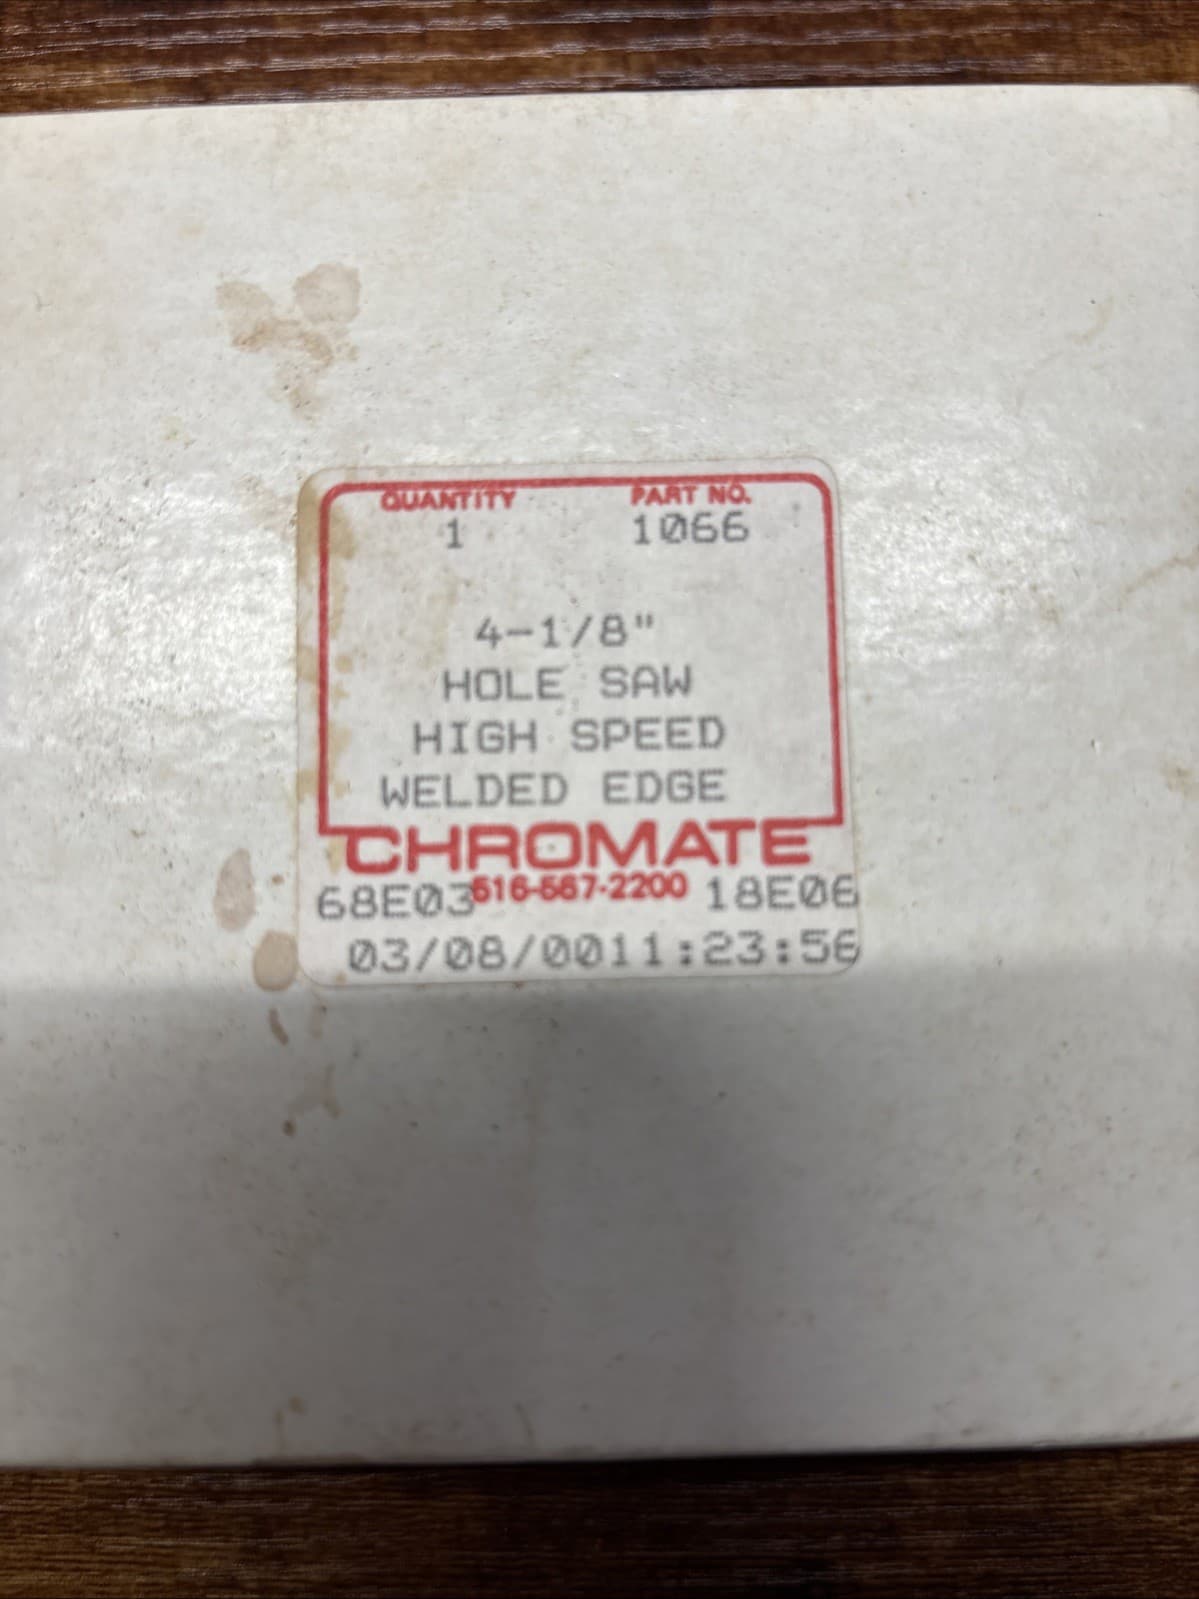 QUANTITY PART NO.
1 1066
4-1/8"
HOLE SAW
HIGH SPEED
WELDED EDGE
CHROMATE
68E03 516-567-2200 18E06
03/08/0011:23:56